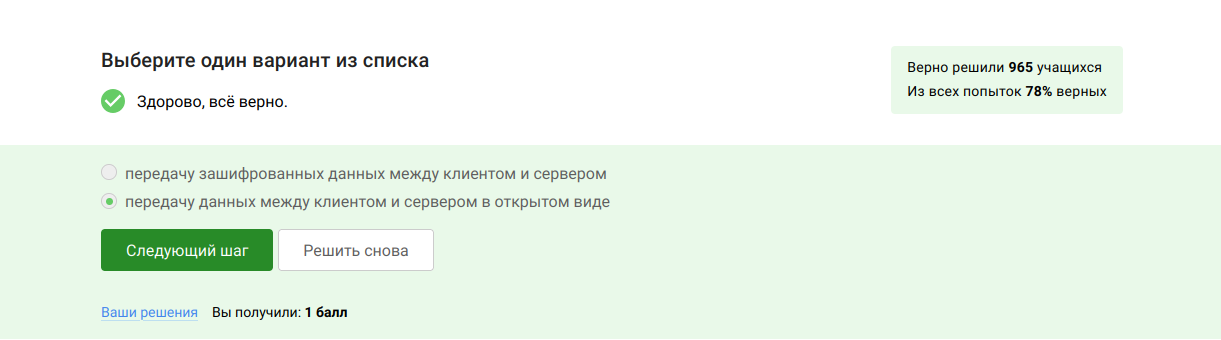 Выберите один вариант из списка
Здорово, всё верно.
Верно решили 965 учащихся
Из всех попыток 78% верных
передачу зашифрованных данных между клиентом и сервером
передачу данных между клиентом и сервером в открытом виде
Следующий шаг
Решить снова
Ваши решения Вы получили: 1 балл